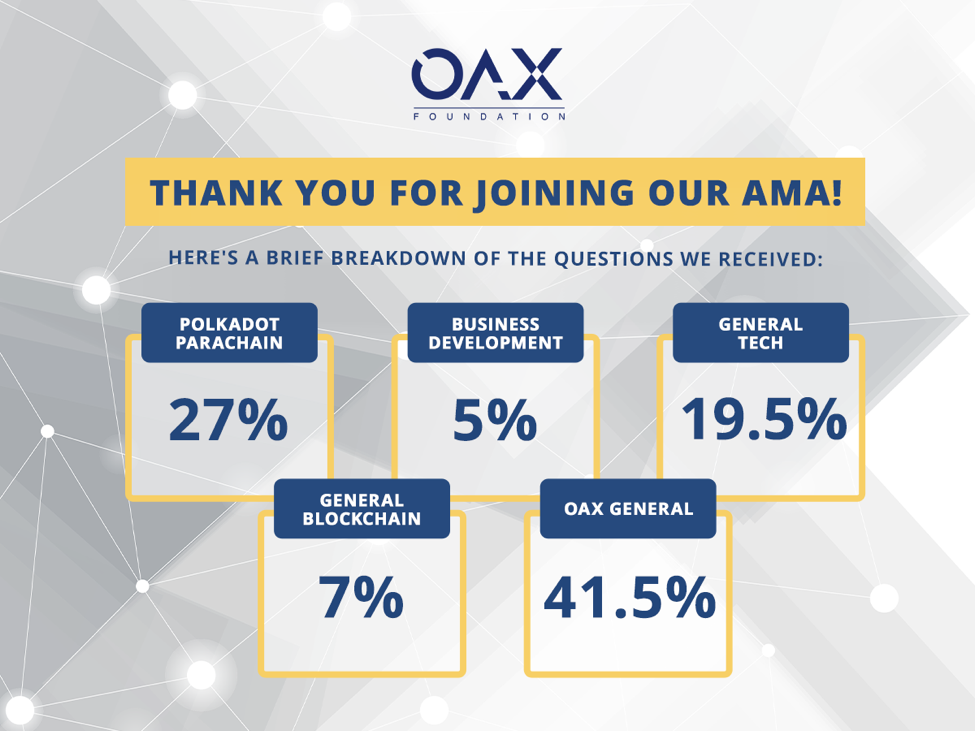 OAX
FOUNDATION
THANK YOU FOR JOINING OUR AMA!
HERE'S A BRIEF BREAKDOWN OF THE QUESTIONS WE RECEIVED:
POLKADOT
PARACHAIN
27%
BUSINESS
DEVELOPMENT
5%
GENERAL
TECH
19.5%
GENERAL
BLOCKCHAIN
7%
OAX GENERAL
41.5%